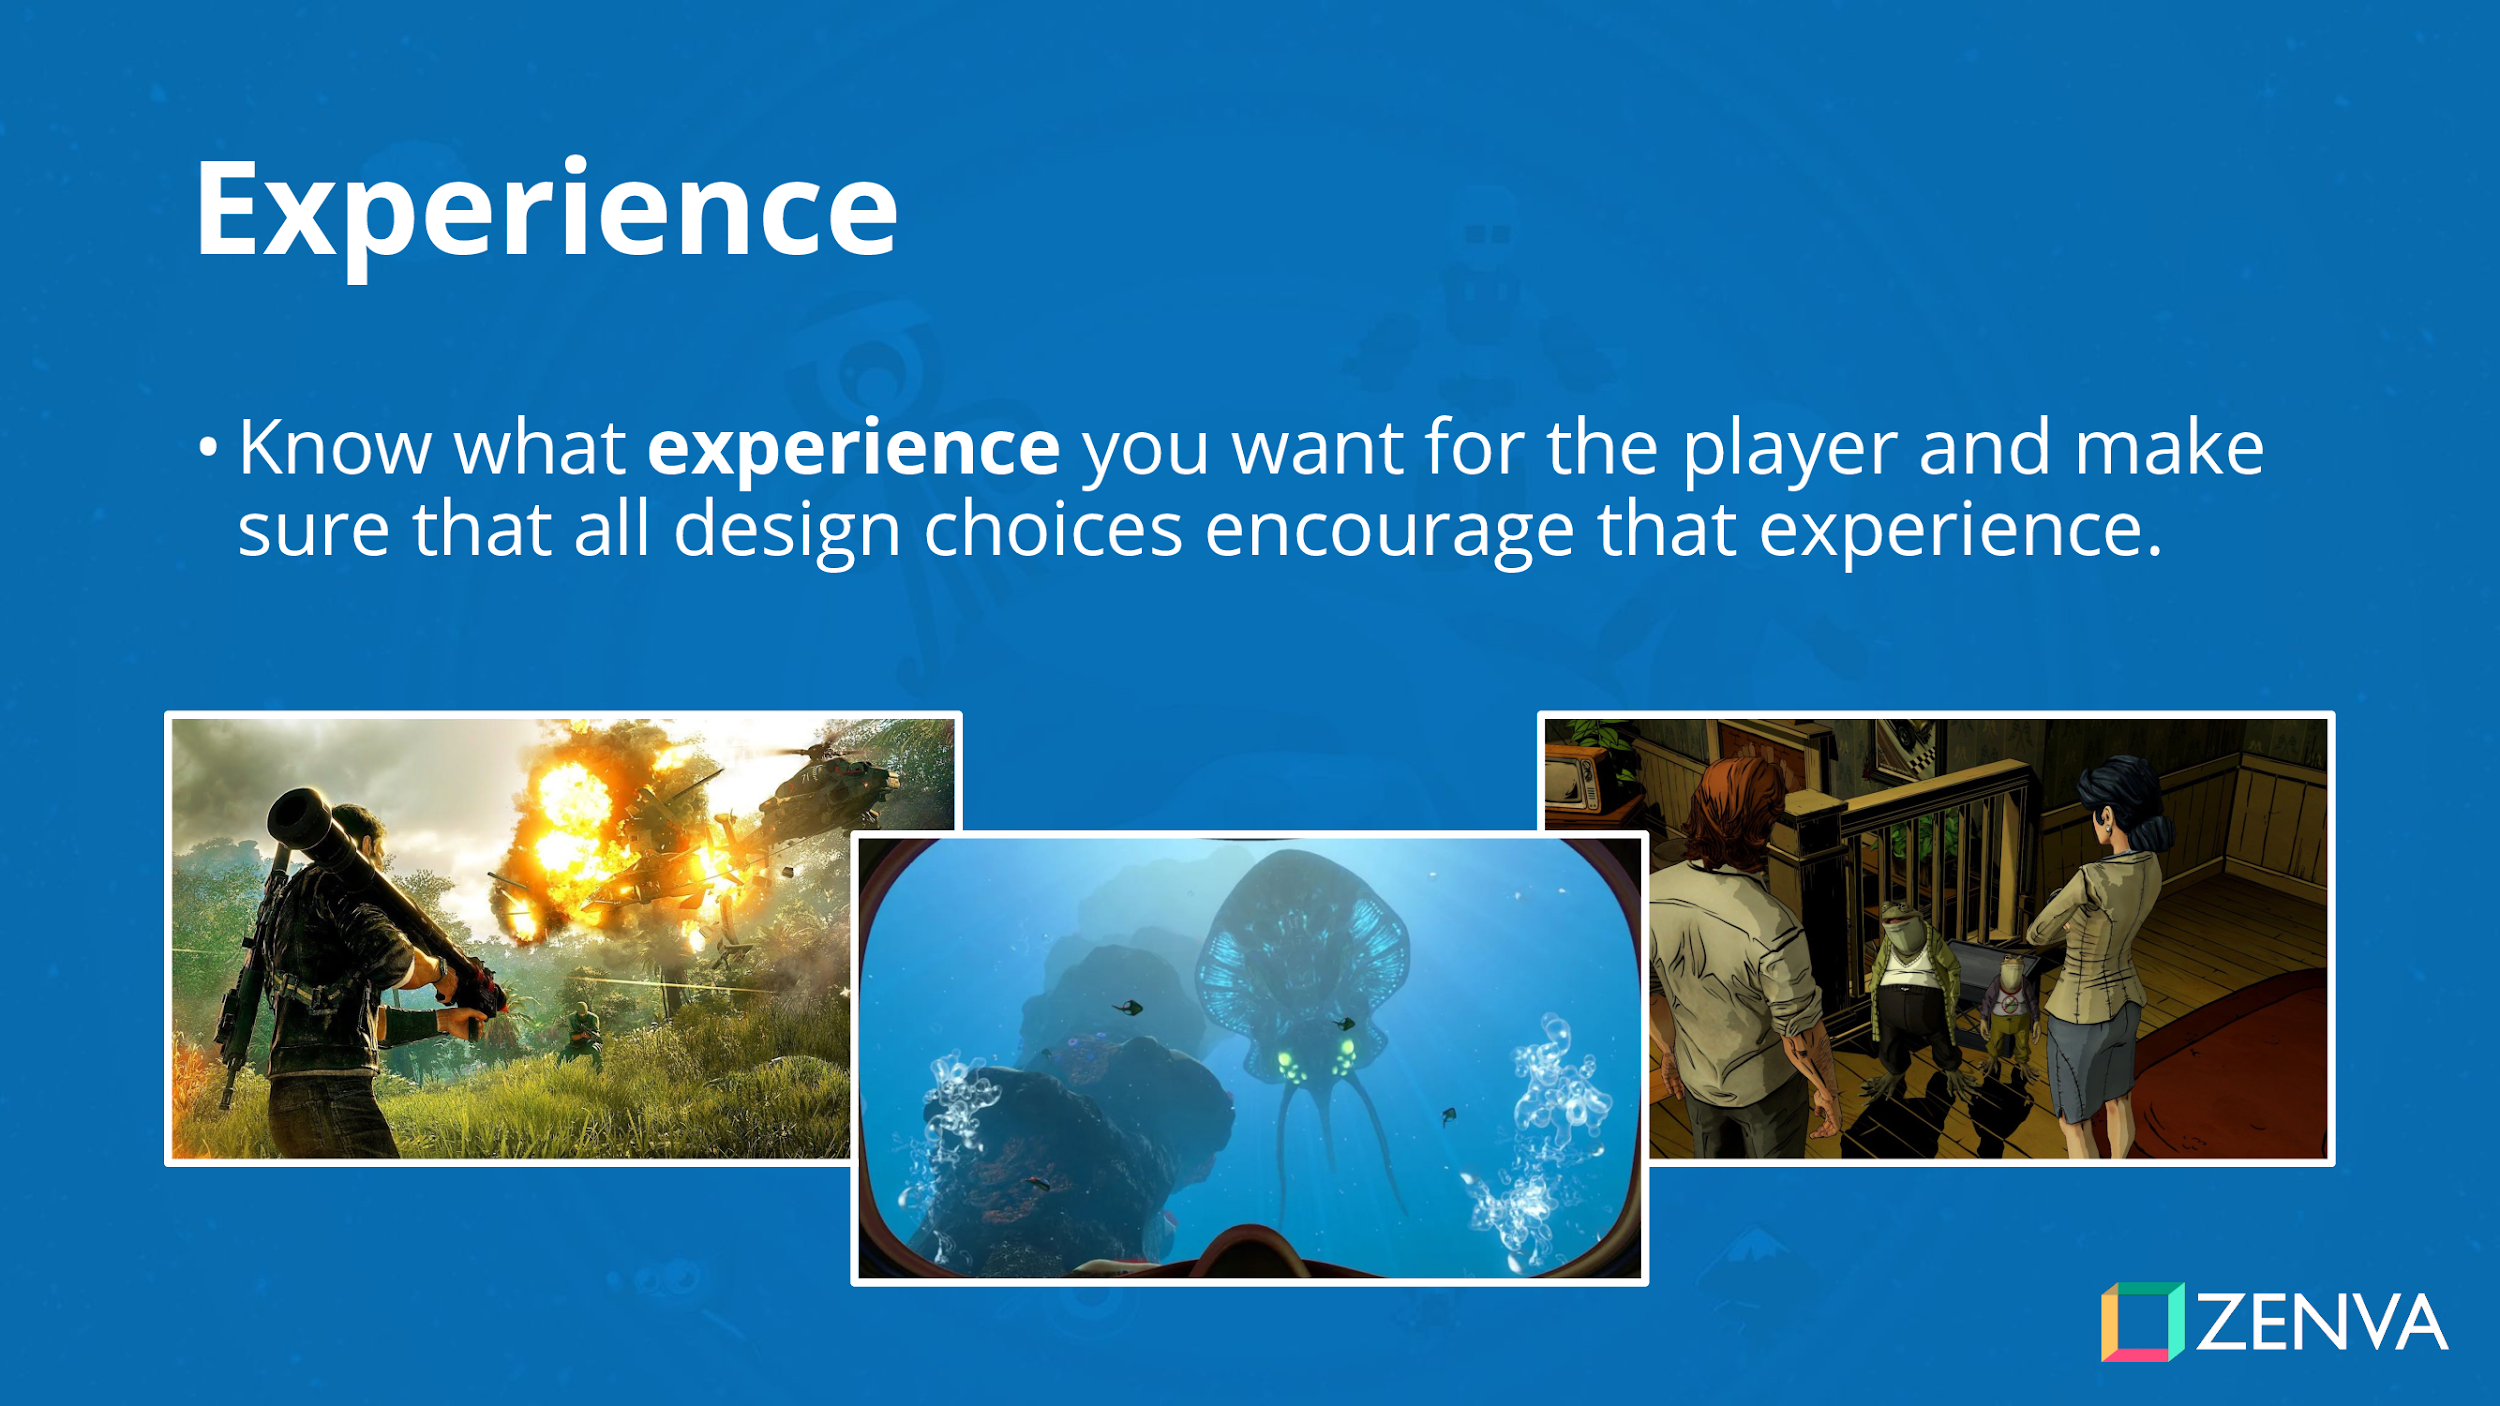 Experience
• Know what experience you want for the player and make
sure that all design choices encourage that experience.
71
ZENVA